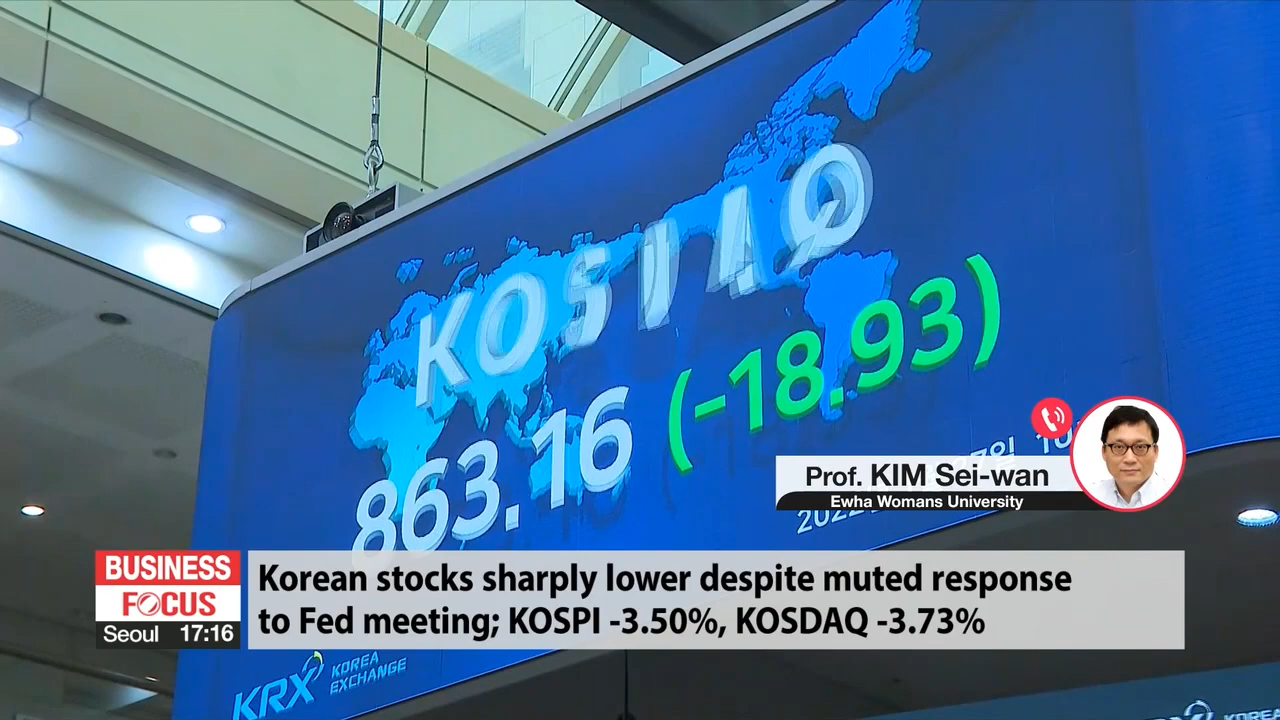 KOSDAQ
863.16 (-18.93)
Prof. KIM Sei-wan
Ewha Womans University
BUSINESS
FOCUS
Seoul 17:16
Korean stocks sharply lower despite muted response
to Fed meeting; KOSPI -3.50%, KOSDAQ -3.73%
KRX KOREA
EXCHANGE